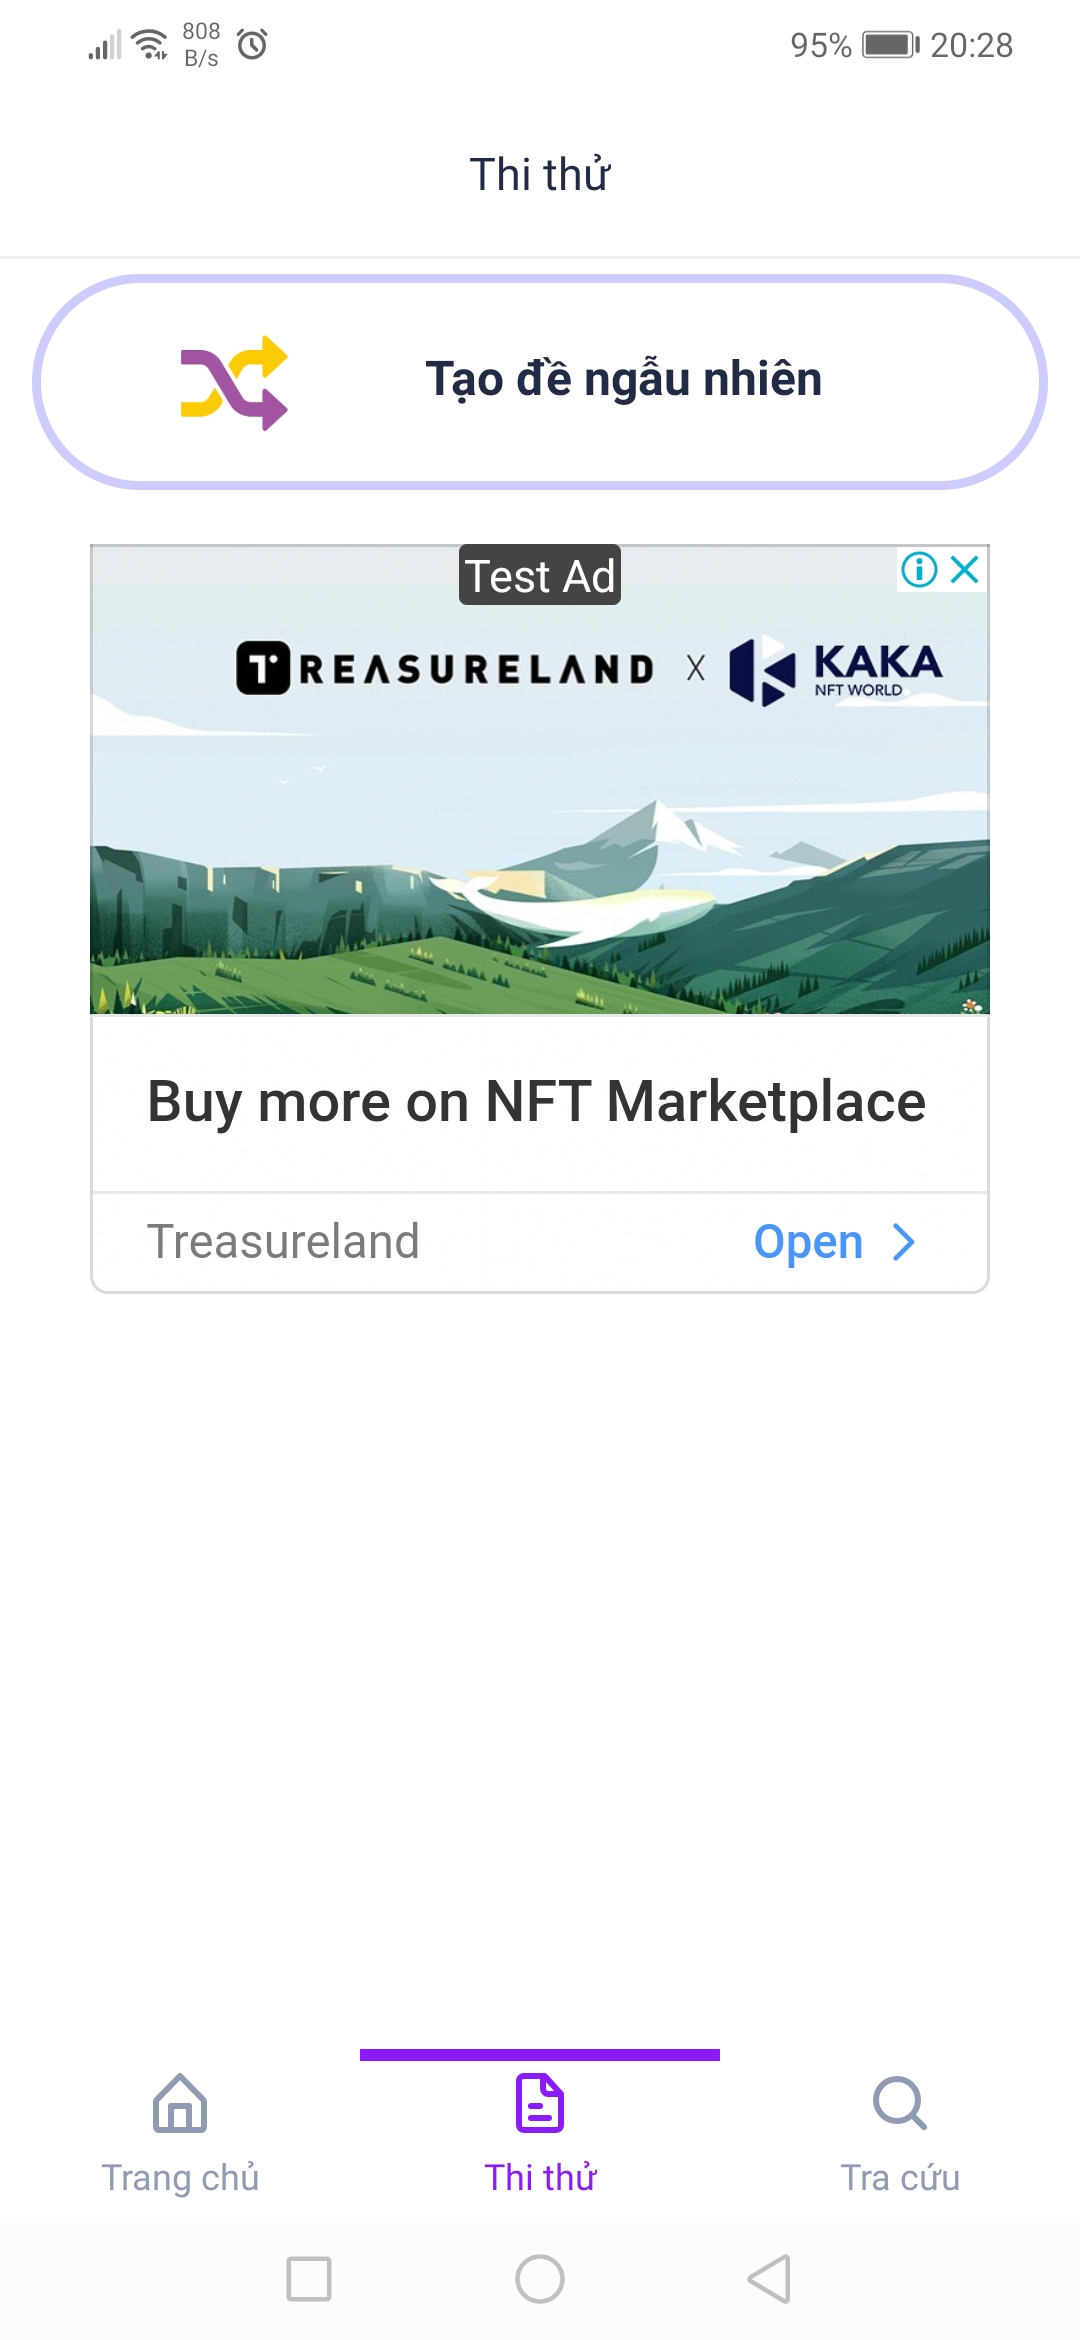 808
B/s
95%
20:28
Thi thử
Tạo đề ngẫu nhiên
Test Ad
TREASURELAND X KAKA
NFT WORLD
Buy more on NFT Marketplace
Treasureland
Open
Trang chủ
Thi thử
Tra cứu